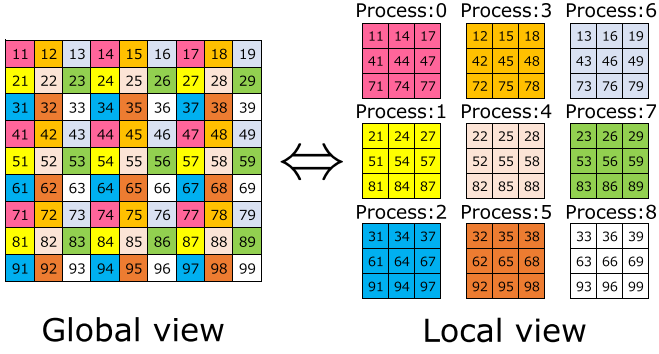 11 12 13 14 15 16 17 18 19
21 22 23 24 25 26 27 28 29
31 32 33 34 35 36 37 38 39
41 42 43 44 45 46 47 48 49
51 52 53 54 55 56 57 58 59
61 62 63 64 65 66 67 68 69
71 72 73 74 75 76 77 78 79
81 82 83 84 85 86 87 88 89
91 92 93 94 95 96 97 98 99
Global view
Process:0
11 14 17
41 44 47
71 74 77
Process:3
12 15 18
42 45 48
72 75 78
Process:6
13 16 19
43 46 49
73 76 79
Process:1
21 24 27
51 54 57
81 84 87
Process:4
22 25 28
52 55 58
82 85 88
Process:7
23 26 29
53 56 59
83 86 89
Process:2
31 34 37
61 64 67
91 94 97
Process:5
32 35 38
62 65 68
92 95 98
Process:8
33 36 39
63 66 69
93 96 99
Local view